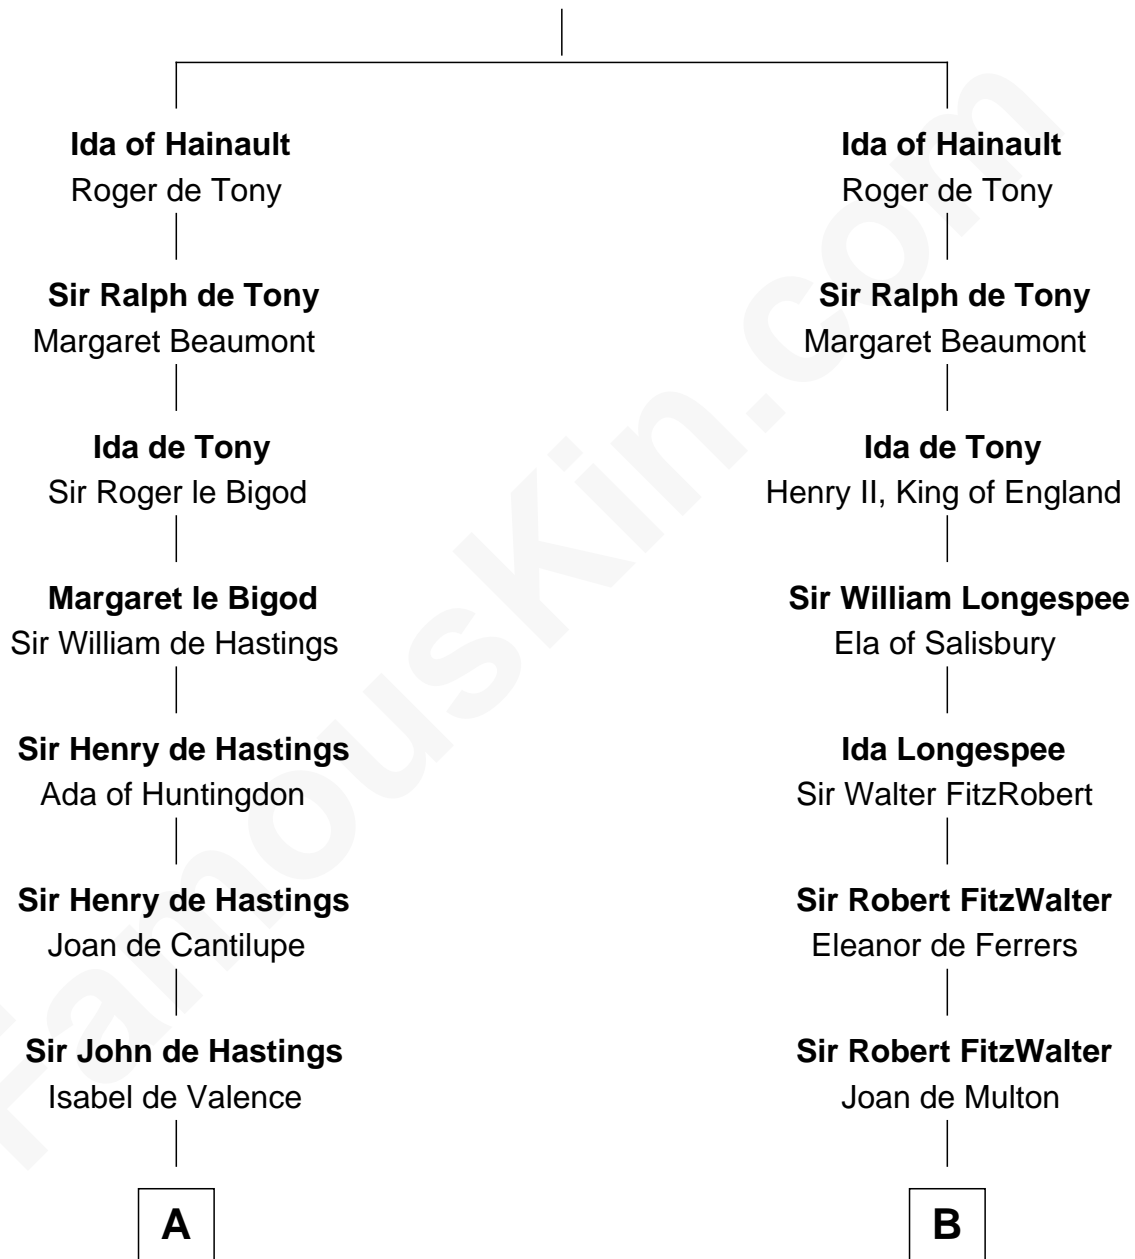 Ida of Hainault
Roger de Tony
Sir Ralph de Tony
Margaret Beaumont
Ida de Tony
Sir Roger le Bigod
Margaret le Bigod
Sir William de Hastings
Sir Henry de Hastings
Ada of Huntingdon
Sir Henry de Hastings
Joan de Cantilupe
Sir John de Hastings
Isabel de Valence
A
Ida of Hainault
Roger de Tony
Sir Ralph de Tony
Margaret Beaumont
Ida de Tony
Henry II, King of England
Sir William Longespee
Ela of Salisbury
Ida Longespee
Sir Walter FitzRobert
Sir Robert FitzWalter
Eleanor de Ferrers
Sir Robert FitzWalter
Joan de Multon
B
FamousKin.com